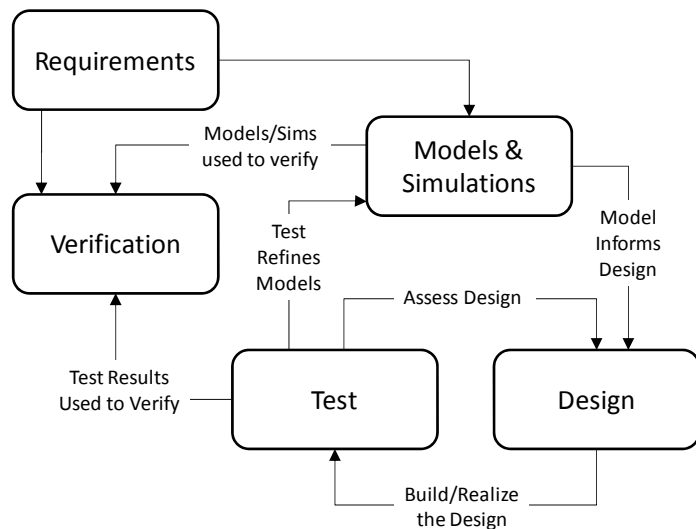 Requirements
Models/Sims
used to verify
Models &
Simulations
Verification
Test
Refines
Models
Model
Informs
Design
Assess Design
Test Results
Used to Verify
Test
Design
Build/Realize
the Design